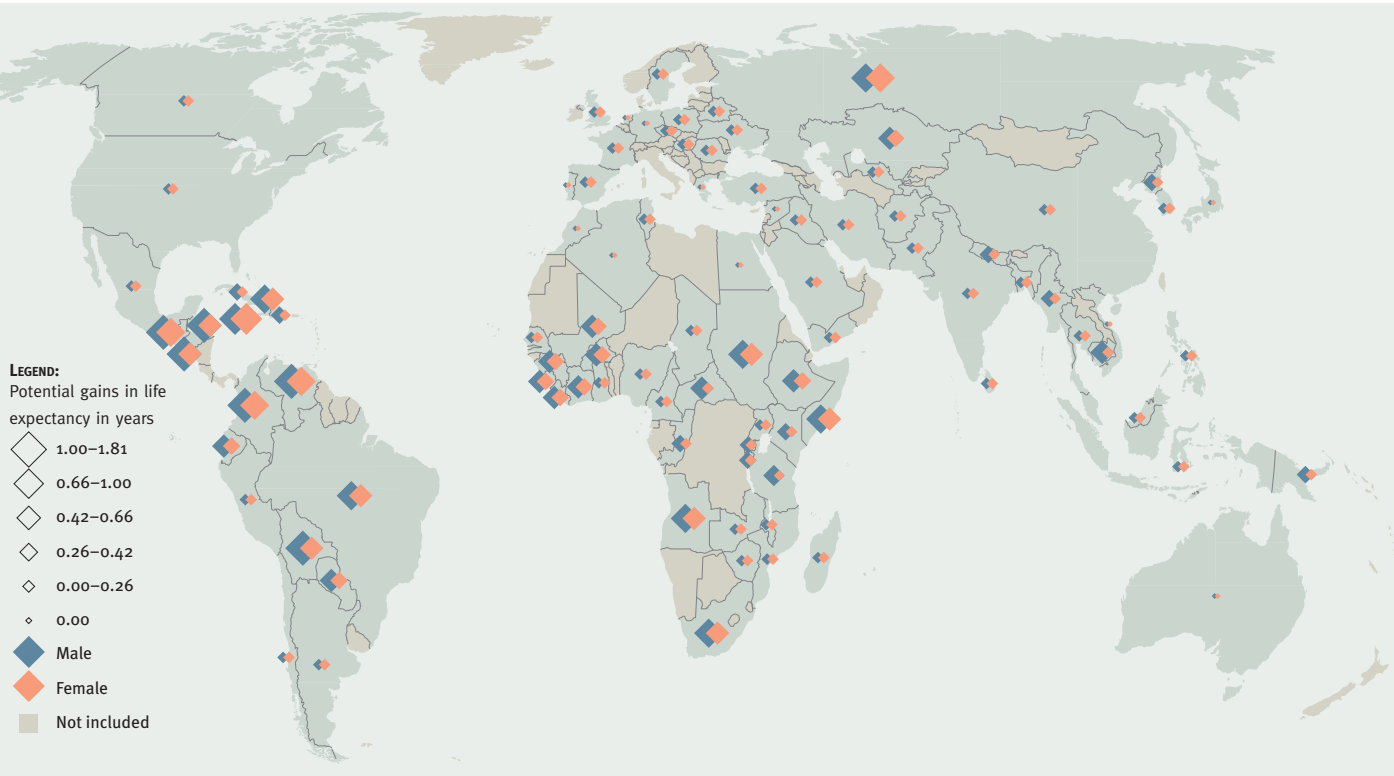 LEGEND:
Potential gains in life
expectancy in years
1.00–1.81
0.66–1.00
0.42–0.66
0.26–0.42
0.00–0.26
0.00
Male
Female
Not included